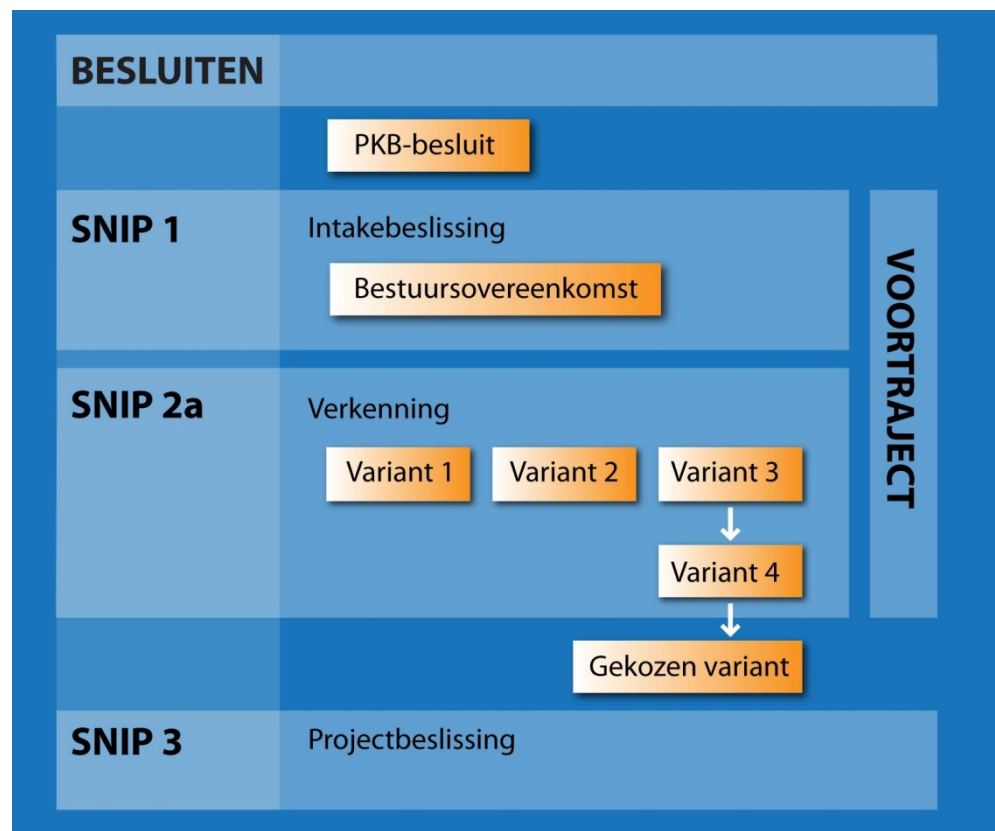 BESLUITEN
PKB-besluit
SNIP 1
Intakebeslissing
Bestuursovereenkomst
VOORTRAJECT
SNIP 2a
Verkenning
Variant 1
Variant 2
Variant 3
Variant 4
Gekozen variant
SNIP 3
Projectbeslissing